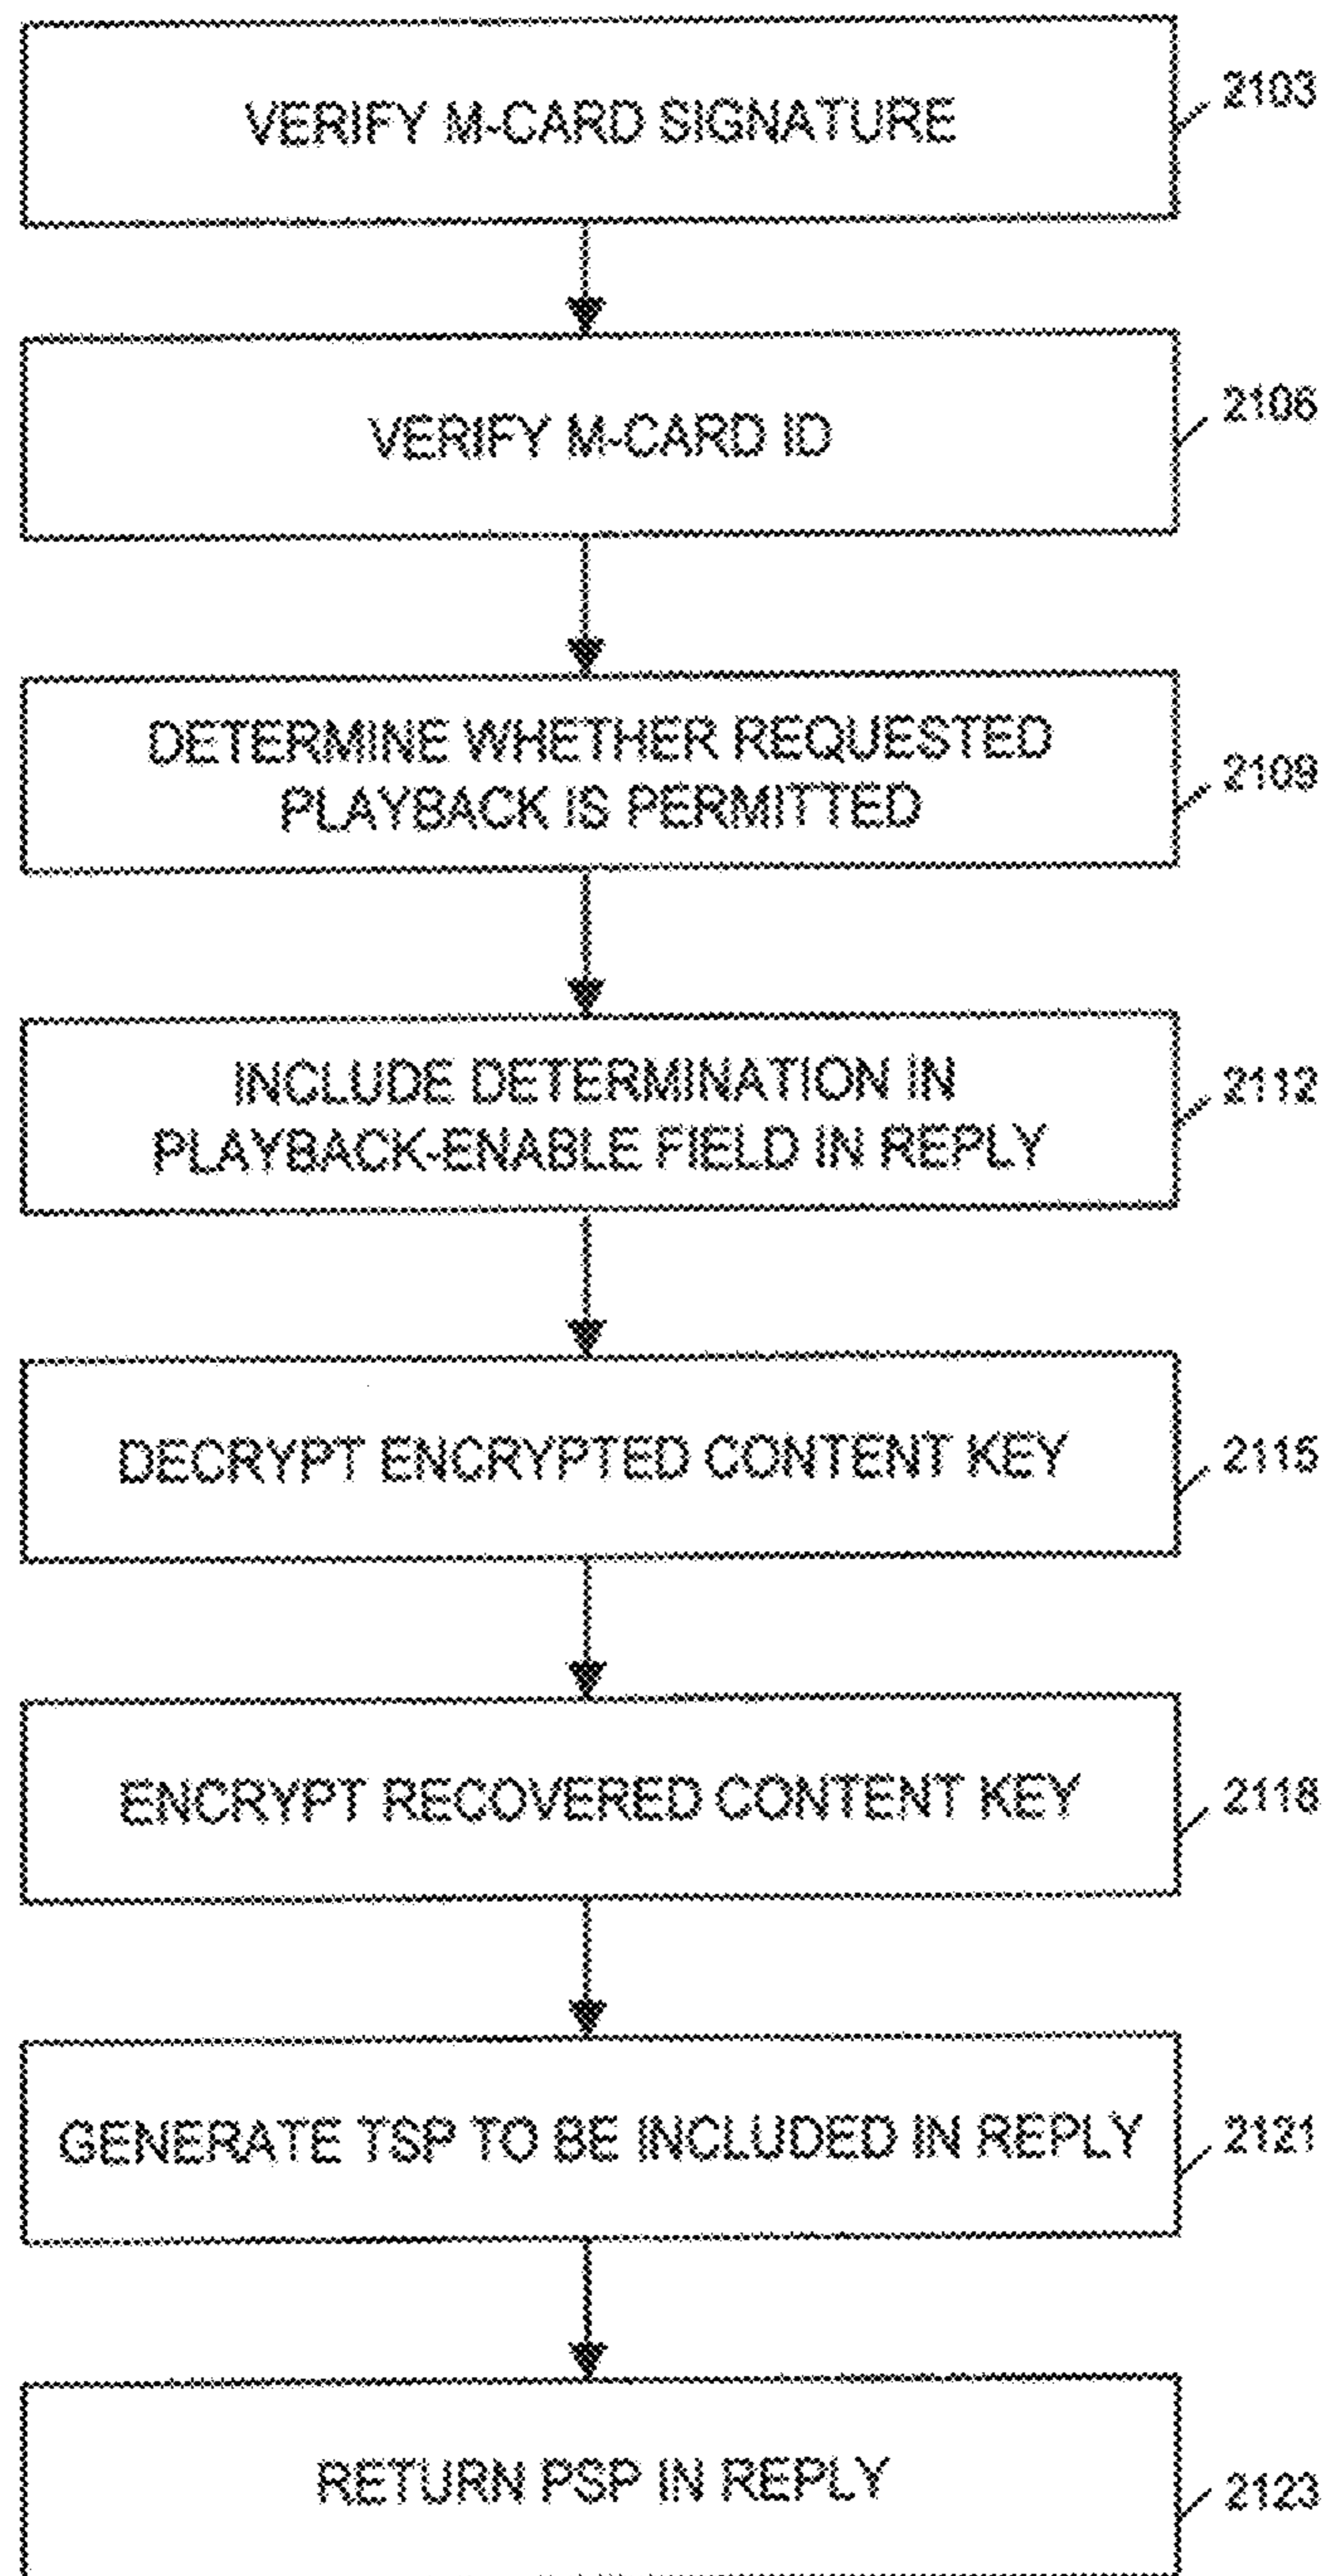 VERIFY M-CARD SIGNATURE
2103
VERIFY M-CARD ID
2106
DETERMINE WHETHER REQUESTED
PLAYBACK IS PERMITTED
2109
INCLUDE DETERMINATION IN
PLAYBACK-ENABLE FIELD IN REPLY
2112
DECRYPT ENCRYPTED CONTENT KEY
2115
ENCRYPT RECOVERED CONTENT KEY
2118
GENERATE TSP TO BE INCLUDED IN REPLY
2121
RETURN PSP IN REPLY
2123